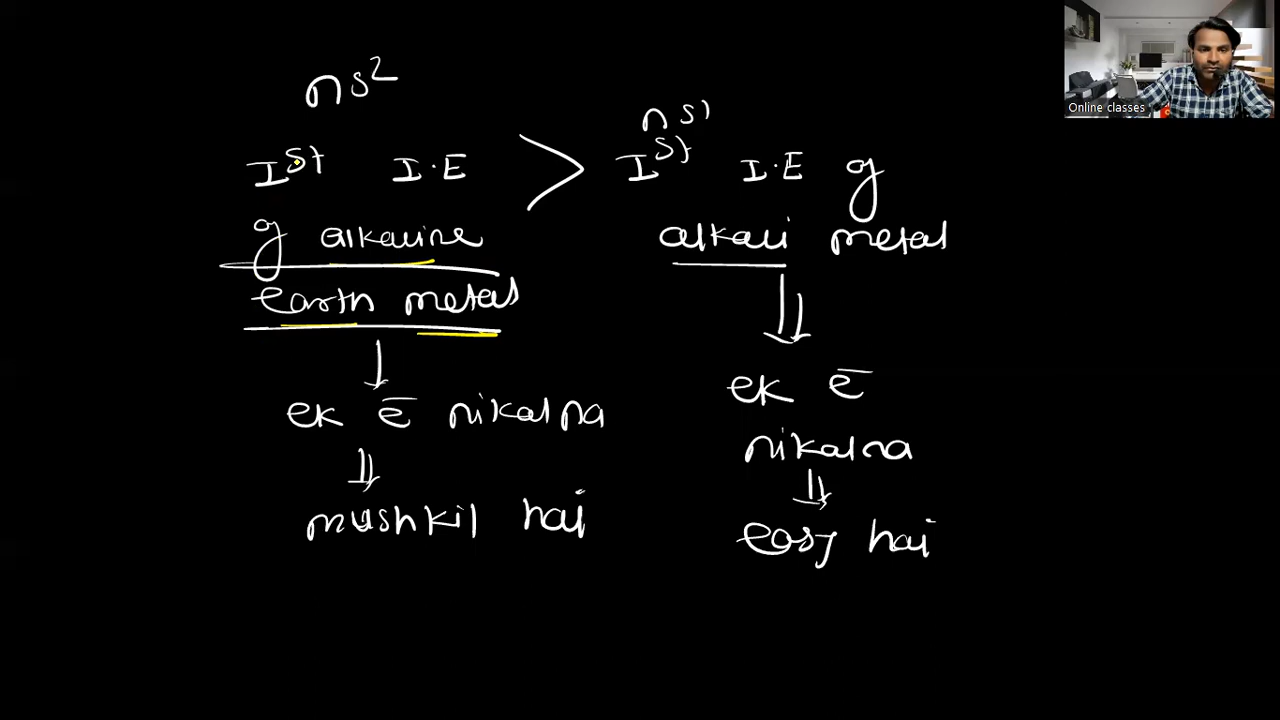 ns²
Ist I.E >
of alkaline
earth metal
↓
ek e̅ nikalna
⇓
mushkil hai
ns¹
Ist I.E of
alkali metal
⇓
ek e̅
nikalna
⇓
easy hai
Online classes